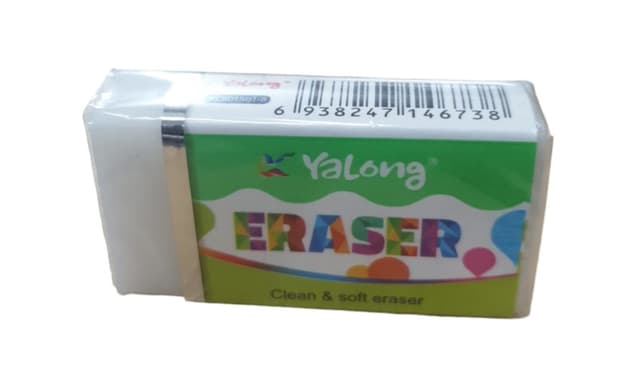 Yalong
6 938247 146738
Yalong®
ERASER
Clean & soft eraser